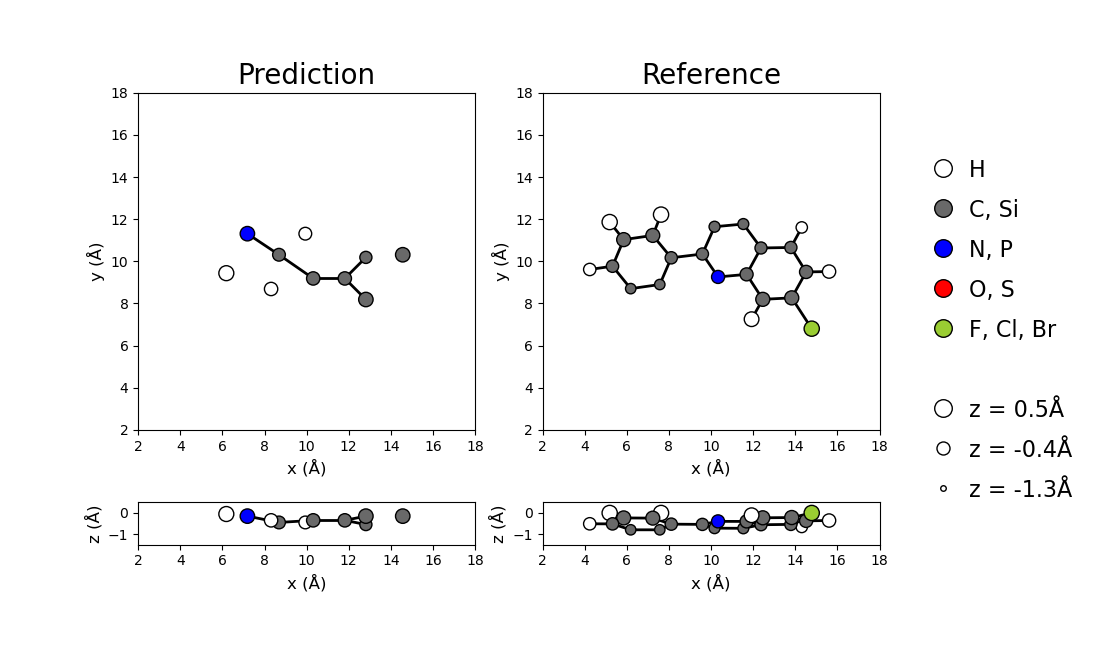 Prediction
Reference
18
16
14
12
10
8
6
4
2
y (Å)
2 4 6 8 10 12 14 16 18
x (Å)
18
16
14
12
10
8
6
4
2
y (Å)
2 4 6 8 10 12 14 16 18
x (Å)
H
C, Si
N, P
O, S
F, Cl, Br
z = 0.5Å
z = -0.4Å
z = -1.3Å
0
−1
z (Å)
2 4 6 8 10 12 14 16 18
x (Å)
0
−1
z (Å)
2 4 6 8 10 12 14 16 18
x (Å)